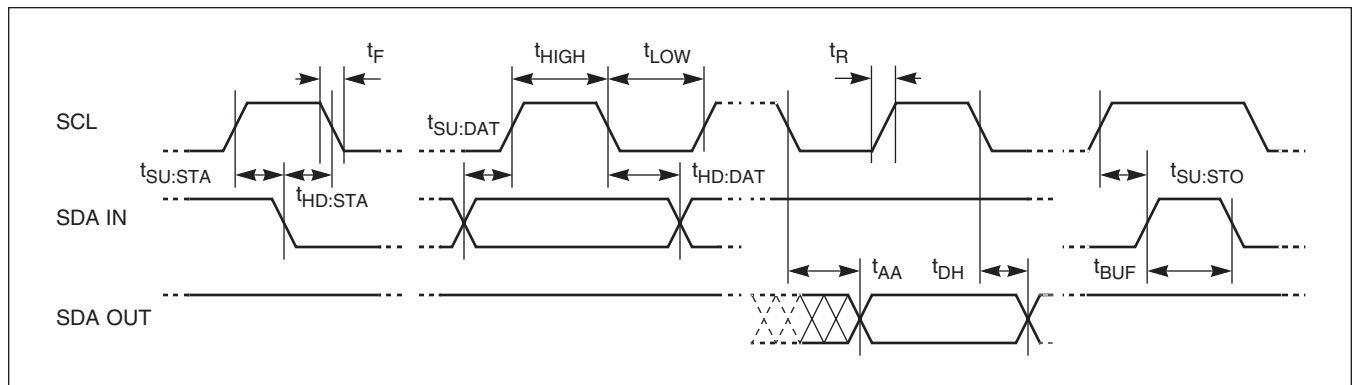 tF
tHIGH
tLOW
tR
SCL
tSU:DAT
tSU:STA
tHD:STA
tHD:DAT
tSU:STO
SDA IN
tAA
tDH
tBUF
SDA OUT